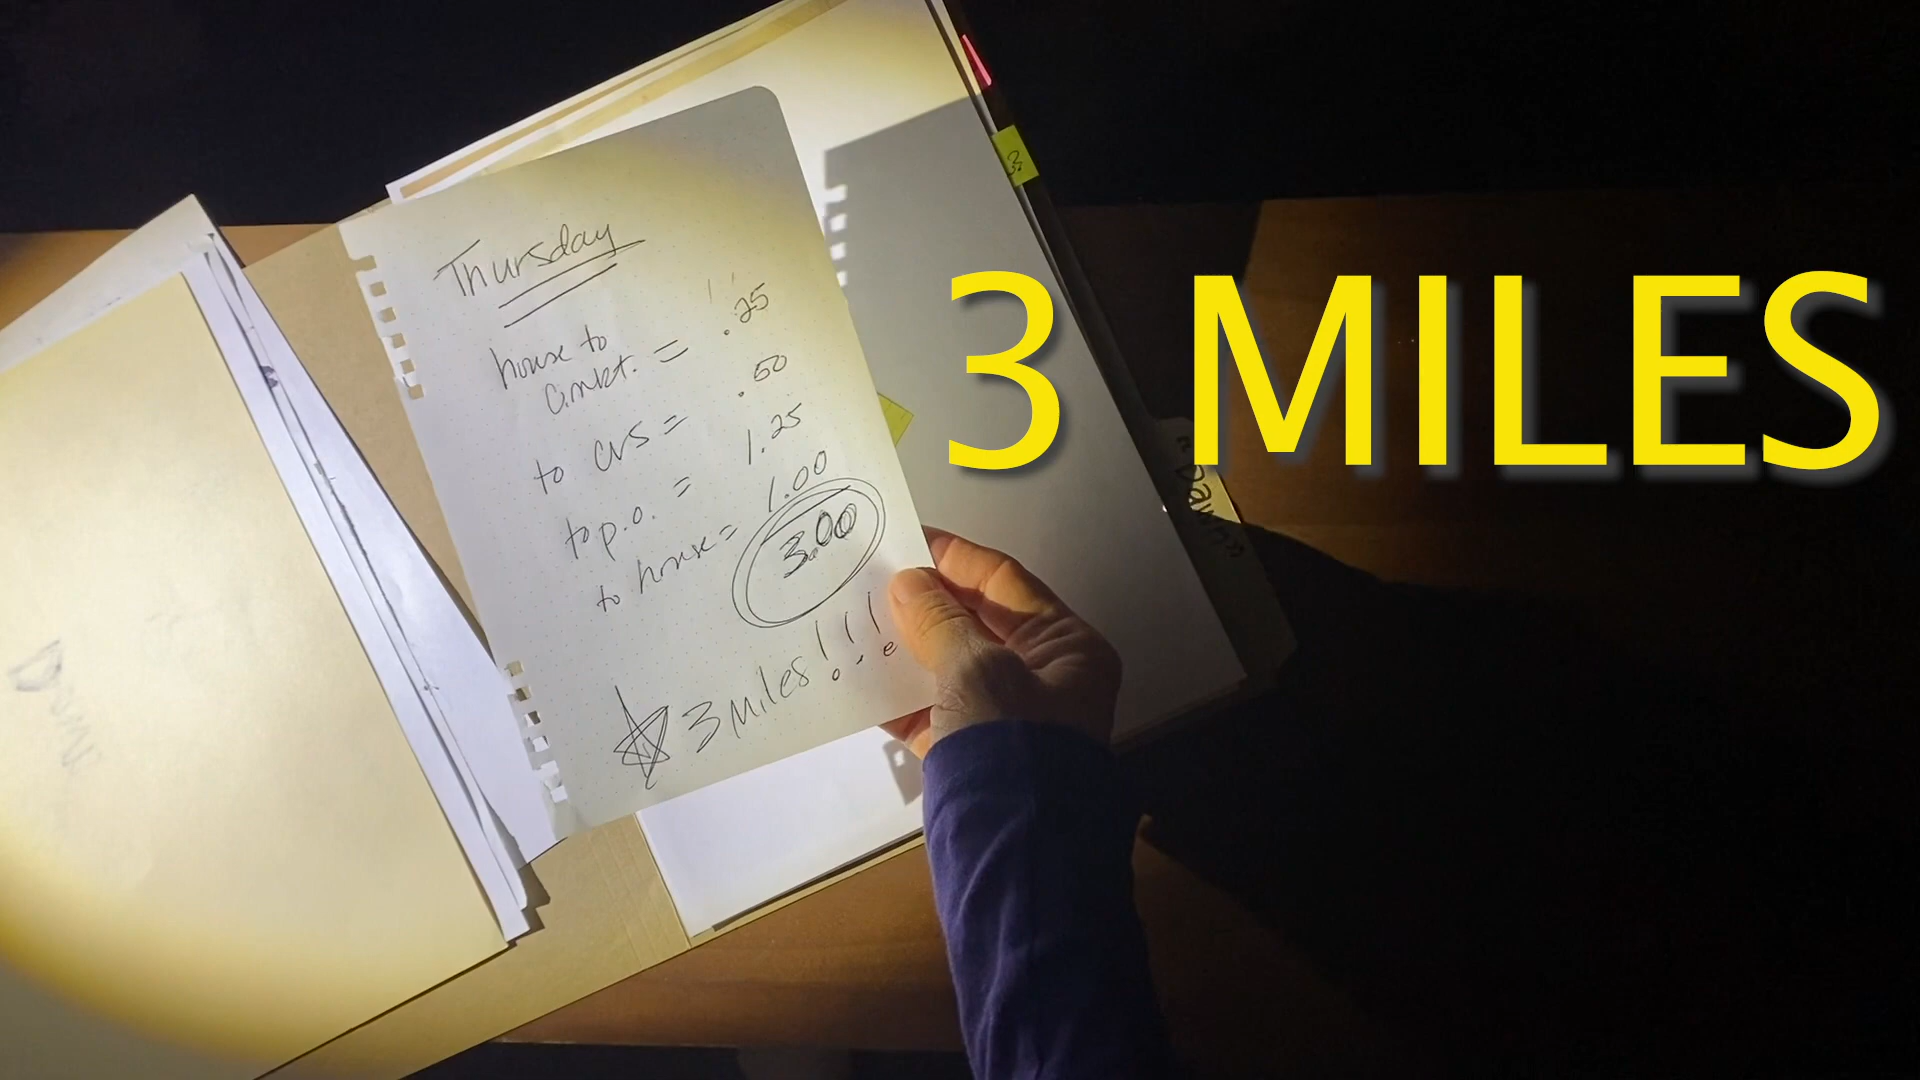 Thursday
house to
C.mkt. = .25
to CVS = .50
to p.o. = 1.25
to house = 1.00
3.00
3 Miles!!!
3 MILES
3.